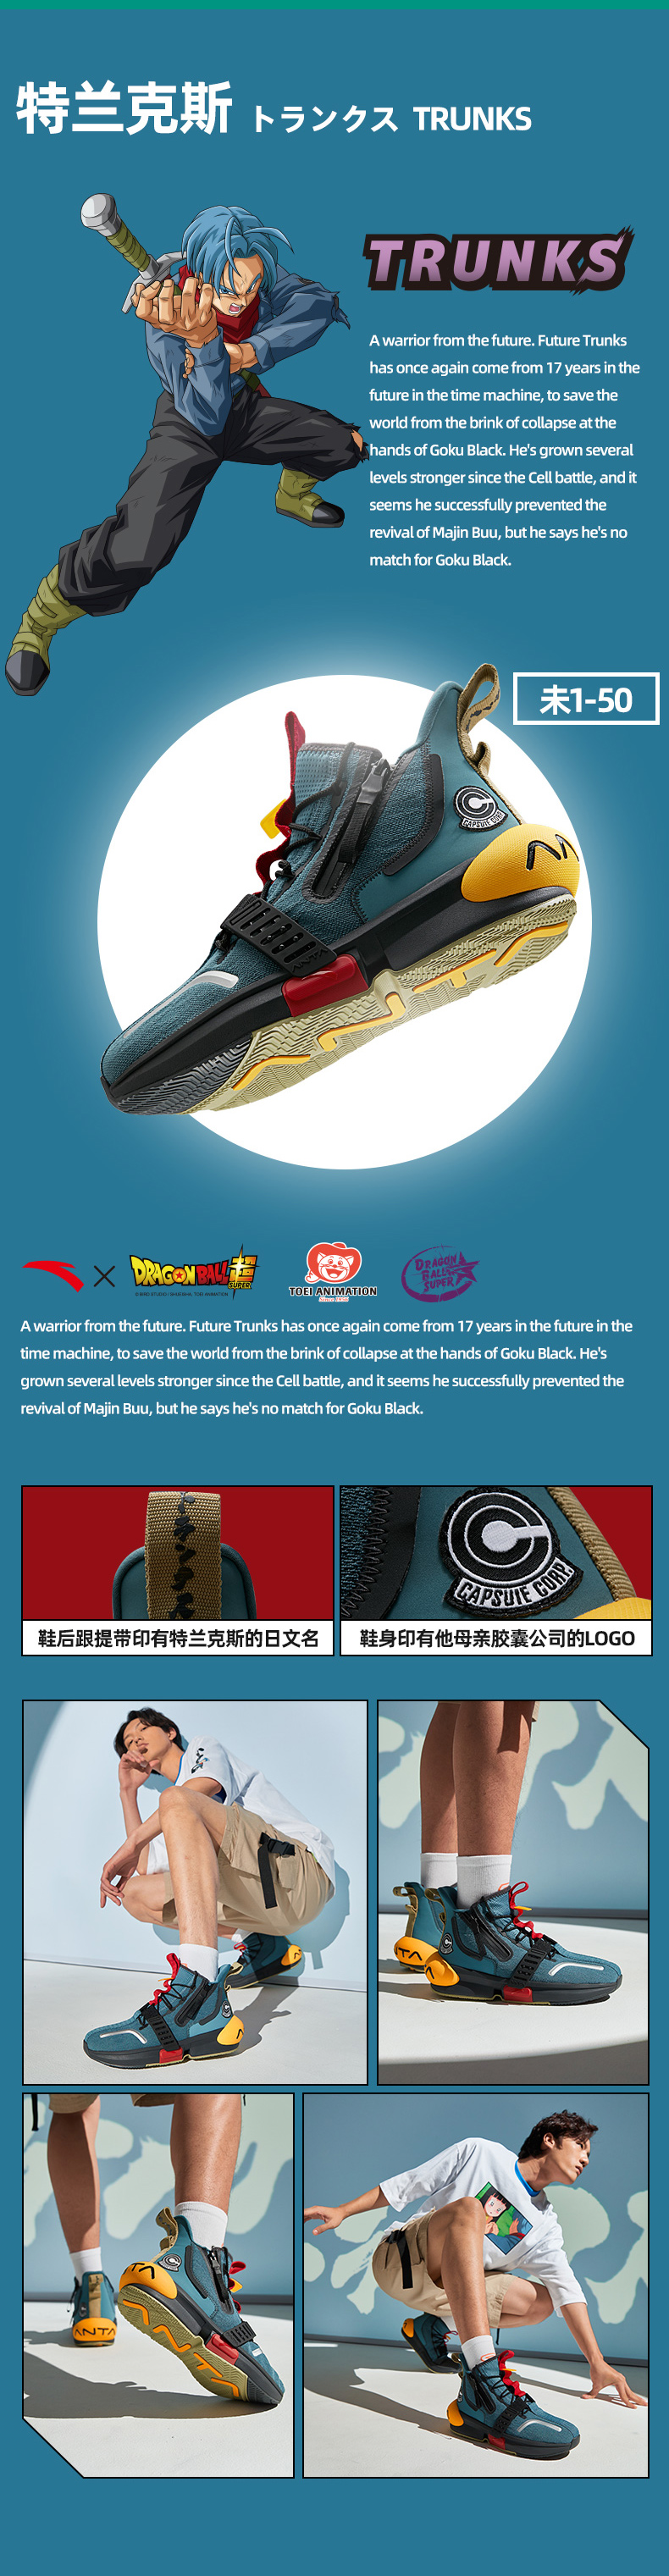 特兰克斯 トランクス TRUNKS
TRUNKS
A warrior from the future. Future Trunks
has once again come from 17 years in the
future in the time machine, to save the
world from the brink of collapse at the
hands of Goku Black. He's grown several
levels stronger since the Cell battle, and it
seems he successfully prevented the
revival of Majin Buu, but he says he's no
match for Goku Black.
未1-50
CAPSUIE CORP.
ANTA
DRAGON BALL 超
SUPER
TOEI ANIMATION
DRAGON
BALL
SUPER
A warrior from the future. Future Trunks has once again come from 17 years in the future in the
time machine, to save the world from the brink of collapse at the hands of Goku Black. He's
grown several levels stronger since the Cell battle, and it seems he successfully prevented the
revival of Majin Buu, but he says he's no match for Goku Black.
CAPSUIE CORP.
鞋后跟提带印有特兰克斯的日文名
鞋身印有他母亲胶囊公司的LOGO
ANTA
ANTA